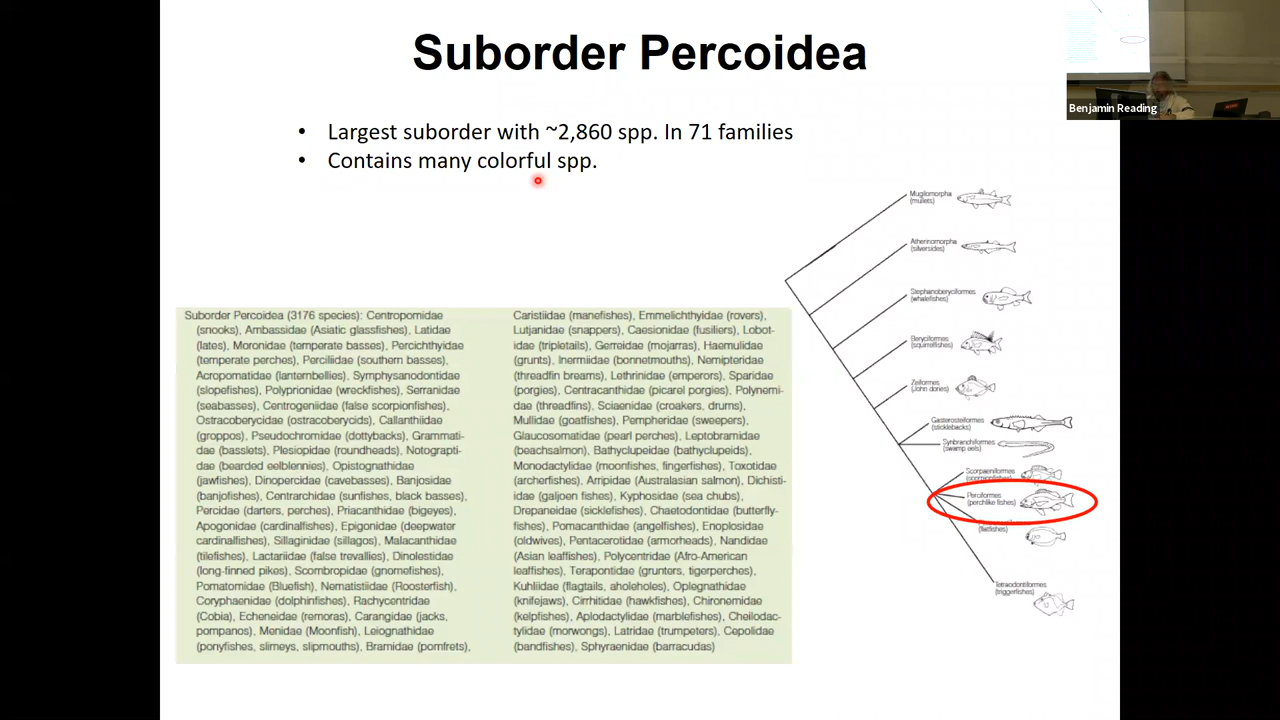 Suborder Percoidea
Benjamin Reading
• Largest suborder with ~2,860 spp. In 71 families
• Contains many colorful spp.
Suborder Percoidea (3176 species): Centropomidae
(snooks), Ambassidae (Asiatic glassfishes), Latidae
(lates), Moronidae (temperate basses), Percichthyidae
(temperate perches), Perciliidae (southern basses),
Acropomatidae (lanternbellies), Symphysanodontidae
(slopefishes), Polyprionidae (wreckfishes), Serranidae
(seabasses), Centrogeniidae (false scorpionfishes),
Ostracoberycidae (ostracoberycids), Callanthiidae
(groppos), Pseudochromidae (dottybacks), Grammati-
dae (basslets), Plesiopidae (roundheads), Notograpti-
dae (bearded eelblennies), Opistognathidae
(jawfishes), Dinopercidae (cavebasses), Banjosidae
(banjofishes), Centrarchidae (sunfishes, black basses),
Percidae (darters, perches), Priacanthidae (bigeyes),
Apogonidae (cardinalfishes), Epigonidae (deepwater
cardinalfishes), Sillaginidae (sillagos), Malacanthidae
(tilefishes), Lactariidae (false trevallies), Dinolestidae
(long-finned pikes), Scombropidae (gnomefishes),
Pomatomidae (Bluefish), Nematistiidae (Roosterfish),
Coryphaenidae (dolphinfishes), Rachycentridae
(Cobia), Echeneidae (remoras), Carangidae (jacks,
pompanos), Menidae (Moonfish), Leiognathidae
(ponyfishes, slimeys, slipmouths), Bramidae (pomfrets),
Caristiidae (manefishes), Emmelichthyidae (rovers),
Lutjanidae (snappers), Caesionidae (fusiliers), Lobot-
idae (tripletails), Gerreidae (mojarras), Haemulidae
(grunts), Inermiidae (bonnetmouths), Nemipteridae
(threadfin breams), Lethrinidae (emperors), Sparidae
(porgies), Centracanthidae (picarel porgies), Polynemi-
dae (threadfins), Sciaenidae (croakers, drums),
Mullidae (goatfishes), Pempheridae (sweepers),
Glaucosomatidae (pearl perches), Leptobramidae
(beachsalmon), Bathyclupeidae (bathyclupeids),
Monodactylidae (moonfishes, fingerfishes), Toxotidae
(archerfishes), Arripidae (Australasian salmon), Dichisti-
idae (galjoen fishes), Kyphosidae (sea chubs),
Drepaneidae (sicklefishes), Chaetodontidae (butterfly-
fishes), Pomacanthidae (angelfishes), Enoplosidae
(oldwives), Pentacerotidae (armorheads), Nandidae
(Asian leaffishes), Polycentridae (Afro-American
leaffishes), Terapontidae (grunters, tigerperches),
Kuhliidae (flagtails, aholeholes), Oplegnathidae
(knifejaws), Cirrhitidae (hawkfishes), Chironemidae
(kelpfishes), Aplodactylidae (marblefishes), Cheilodac-
tylidae (morwongs), Latridae (trumpeters), Cepolidae
(bandfishes), Sphyraenidae (barracudas)
Mugilomorpha
(mullets)
Atherinomorpha
(silversides)
Stephanoberyciformes
(whalefishes)
Beryciformes
(squirrelfishes)
Zeiformes
(John dories)
Gasterosteiformes
(sticklebacks)
Synbranchiformes
(swamp eels)
Scorpaeniformes
(scorpionfishes)
Perciformes
(perchlike fishes)
(flatfishes)
Tetraodontiformes
(triggerfishes)